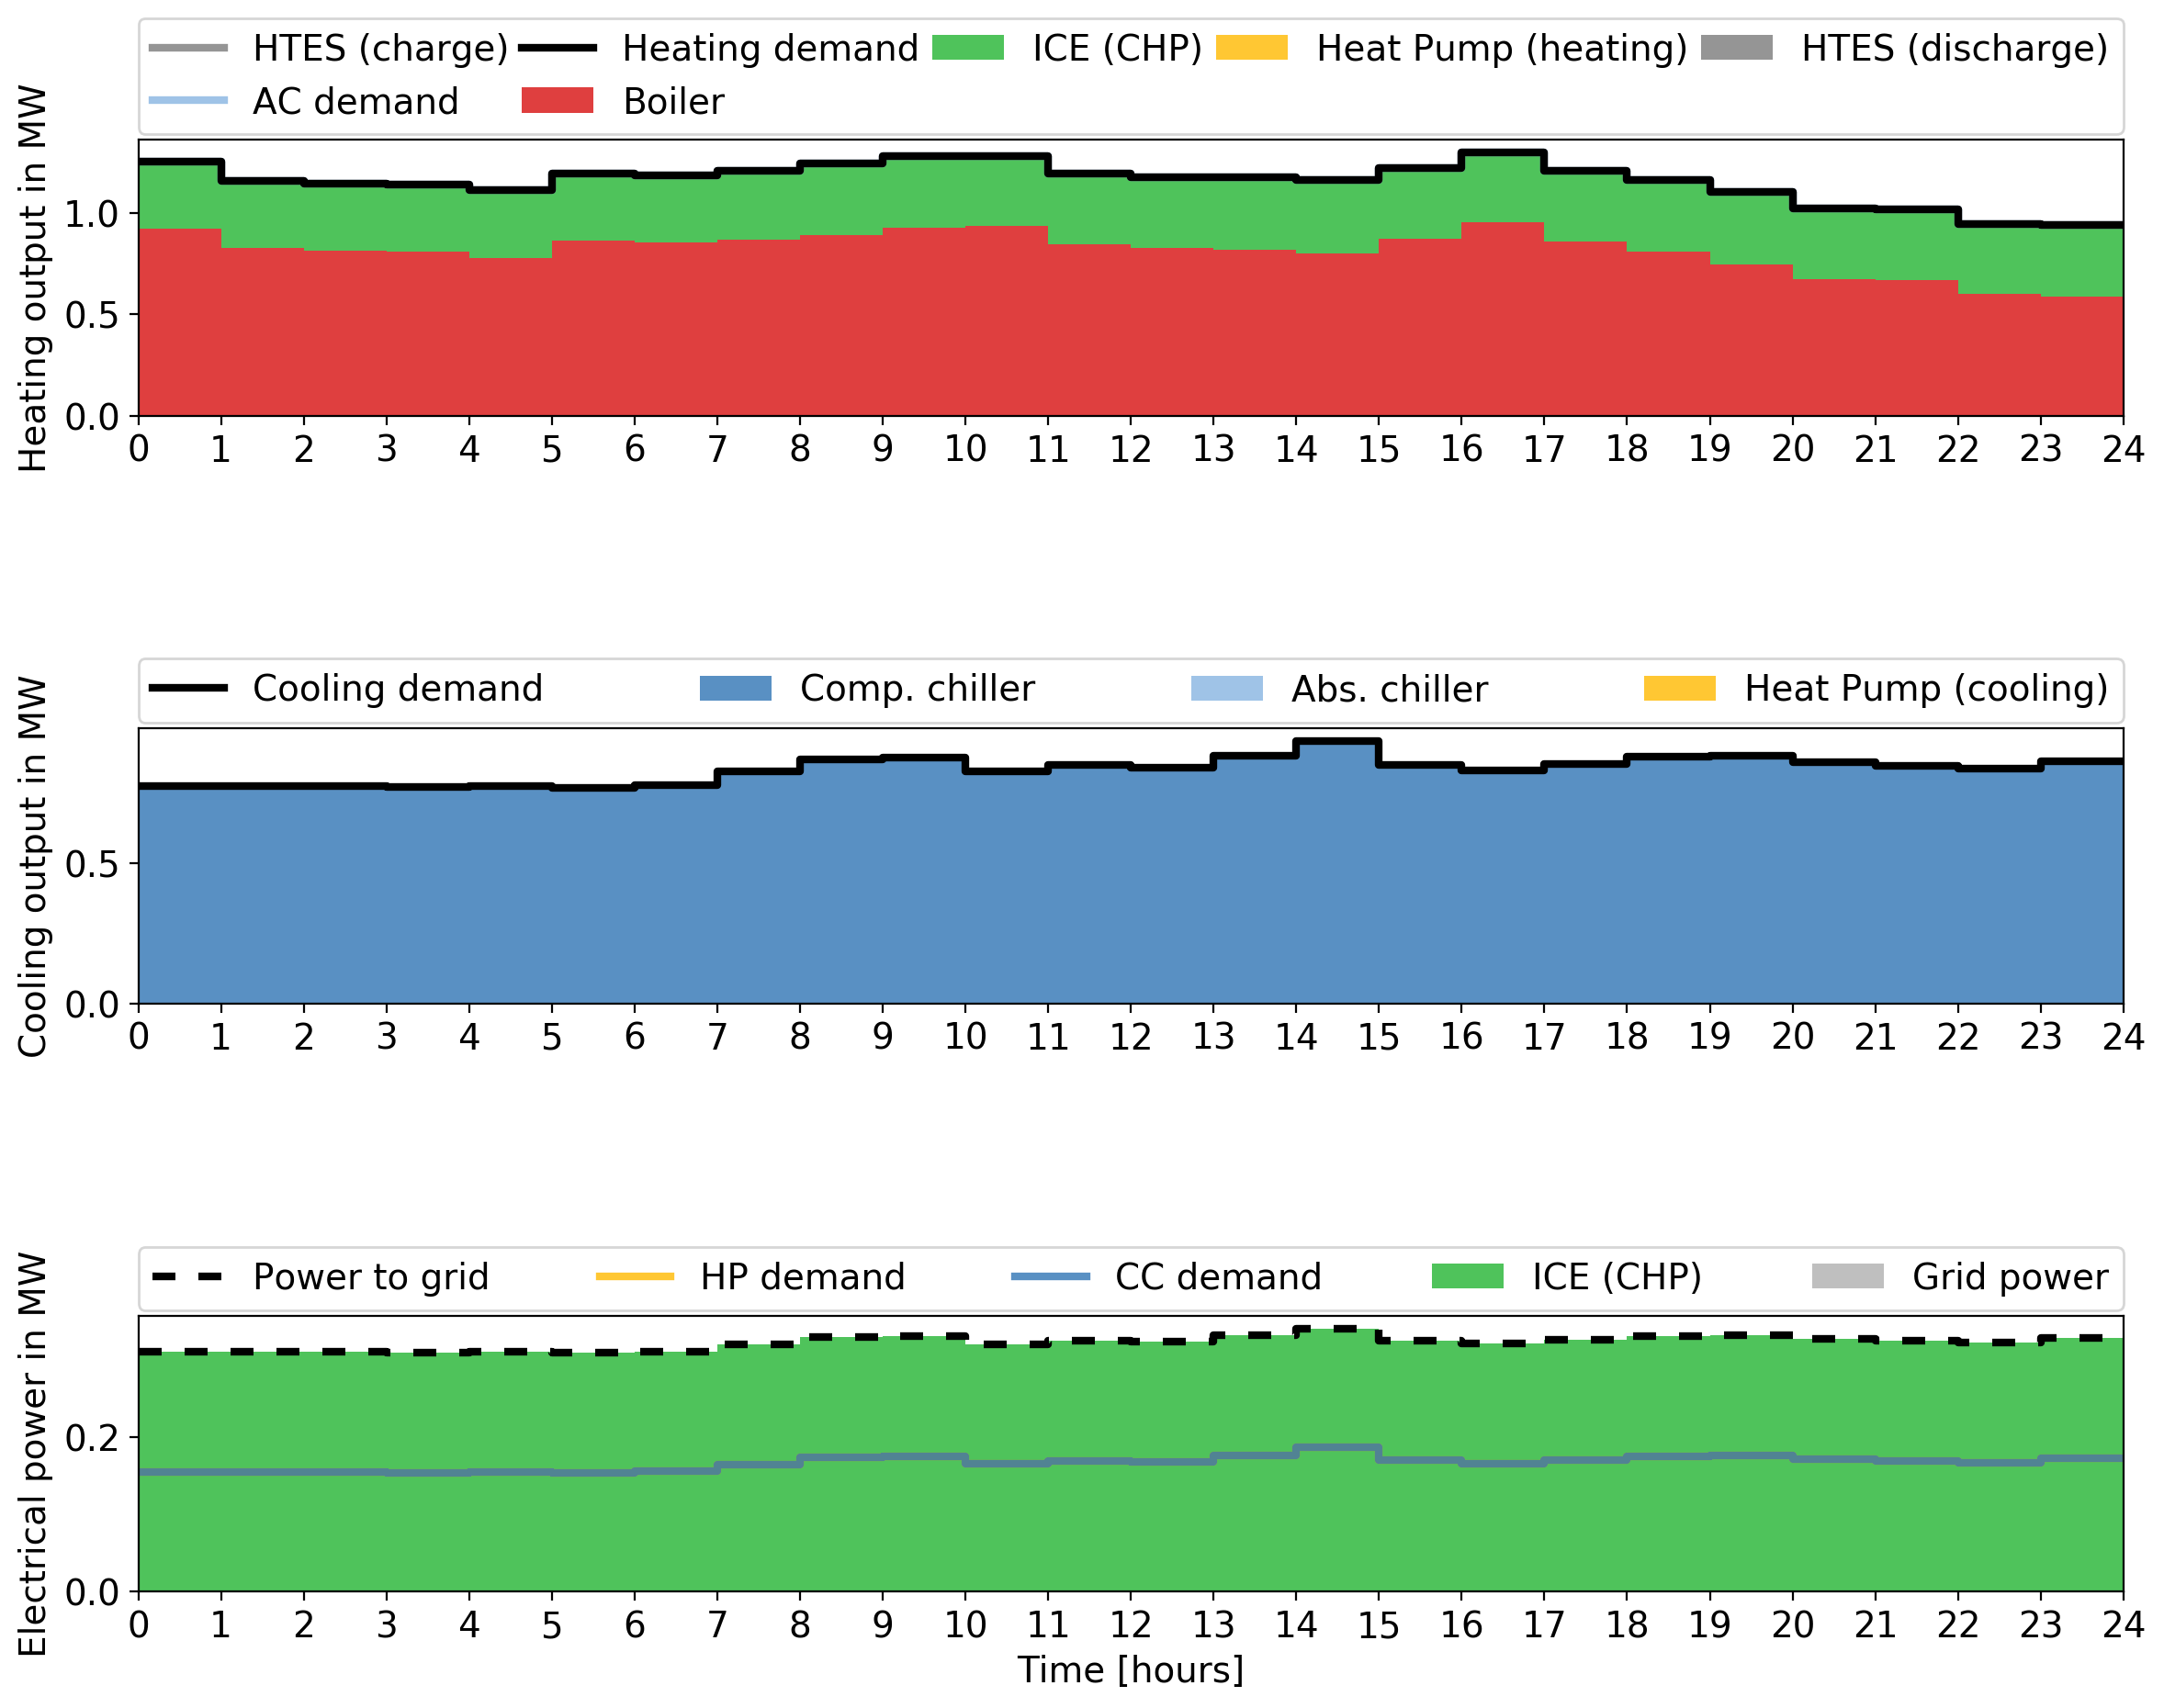 HTES (charge) Heating demand ICE (CHP) Heat Pump (heating) HTES (discharge)
AC demand Boiler
Heating output in MW
1.0
0.5
0.0
0 1 2 3 4 5 6 7 8 9 10 11 12 13 14 15 16 17 18 19 20 21 22 23 24
Cooling demand Comp. chiller Abs. chiller Heat Pump (cooling)
Cooling output in MW
0.5
0.0
0 1 2 3 4 5 6 7 8 9 10 11 12 13 14 15 16 17 18 19 20 21 22 23 24
Power to grid HP demand CC demand ICE (CHP) Grid power
Electrical power in MW
0.2
0.0
0 1 2 3 4 5 6 7 8 9 10 11 12 13 14 15 16 17 18 19 20 21 22 23 24
Time [hours]